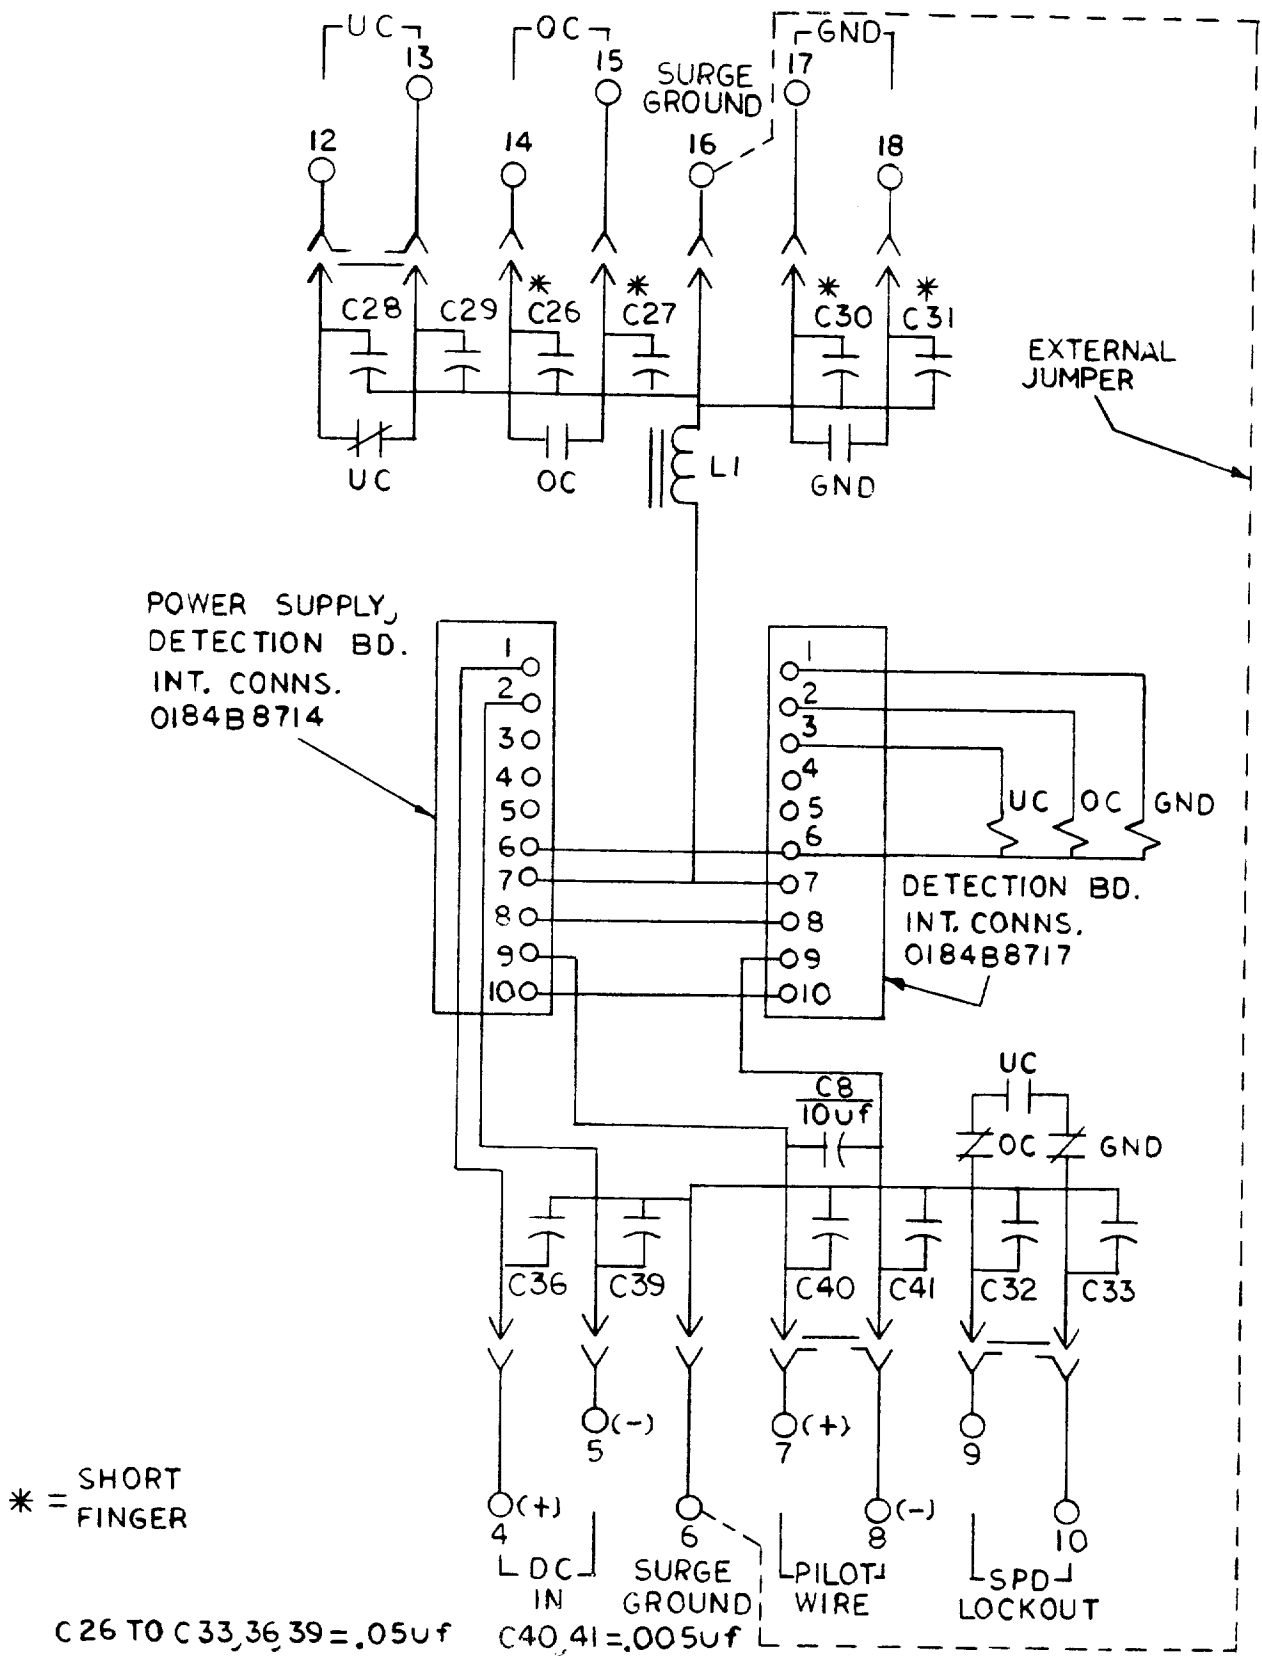 UC
OC
GND
13
15
17
SURGE
GROUND
12
14
16
18
*
*
*
*
C28
C29
C26
C27
C30
C31
EXTERNAL
JUMPER
UC
OC
L1
GND
POWER SUPPLY,
DETECTION BD.
INT. CONNS.
0184B8714
1
2
3
4
5
6
7
8
9
10
1
2
3
4
5
6
7
8
9
10
UC
OC
GND
DETECTION BD.
INT. CONNS.
0184B8717
UC
C8
10uf
OC
GND
C36
C39
C40
C41
C32
C33
5
(-)
7
(+)
9
4
(+)
6
8
(-)
10
* = SHORT
FINGER
DC
IN
SURGE
GROUND
PILOT
WIRE
SPD
LOCKOUT
C26 TO C33,36,39=.05uf
C40,41=.005uf